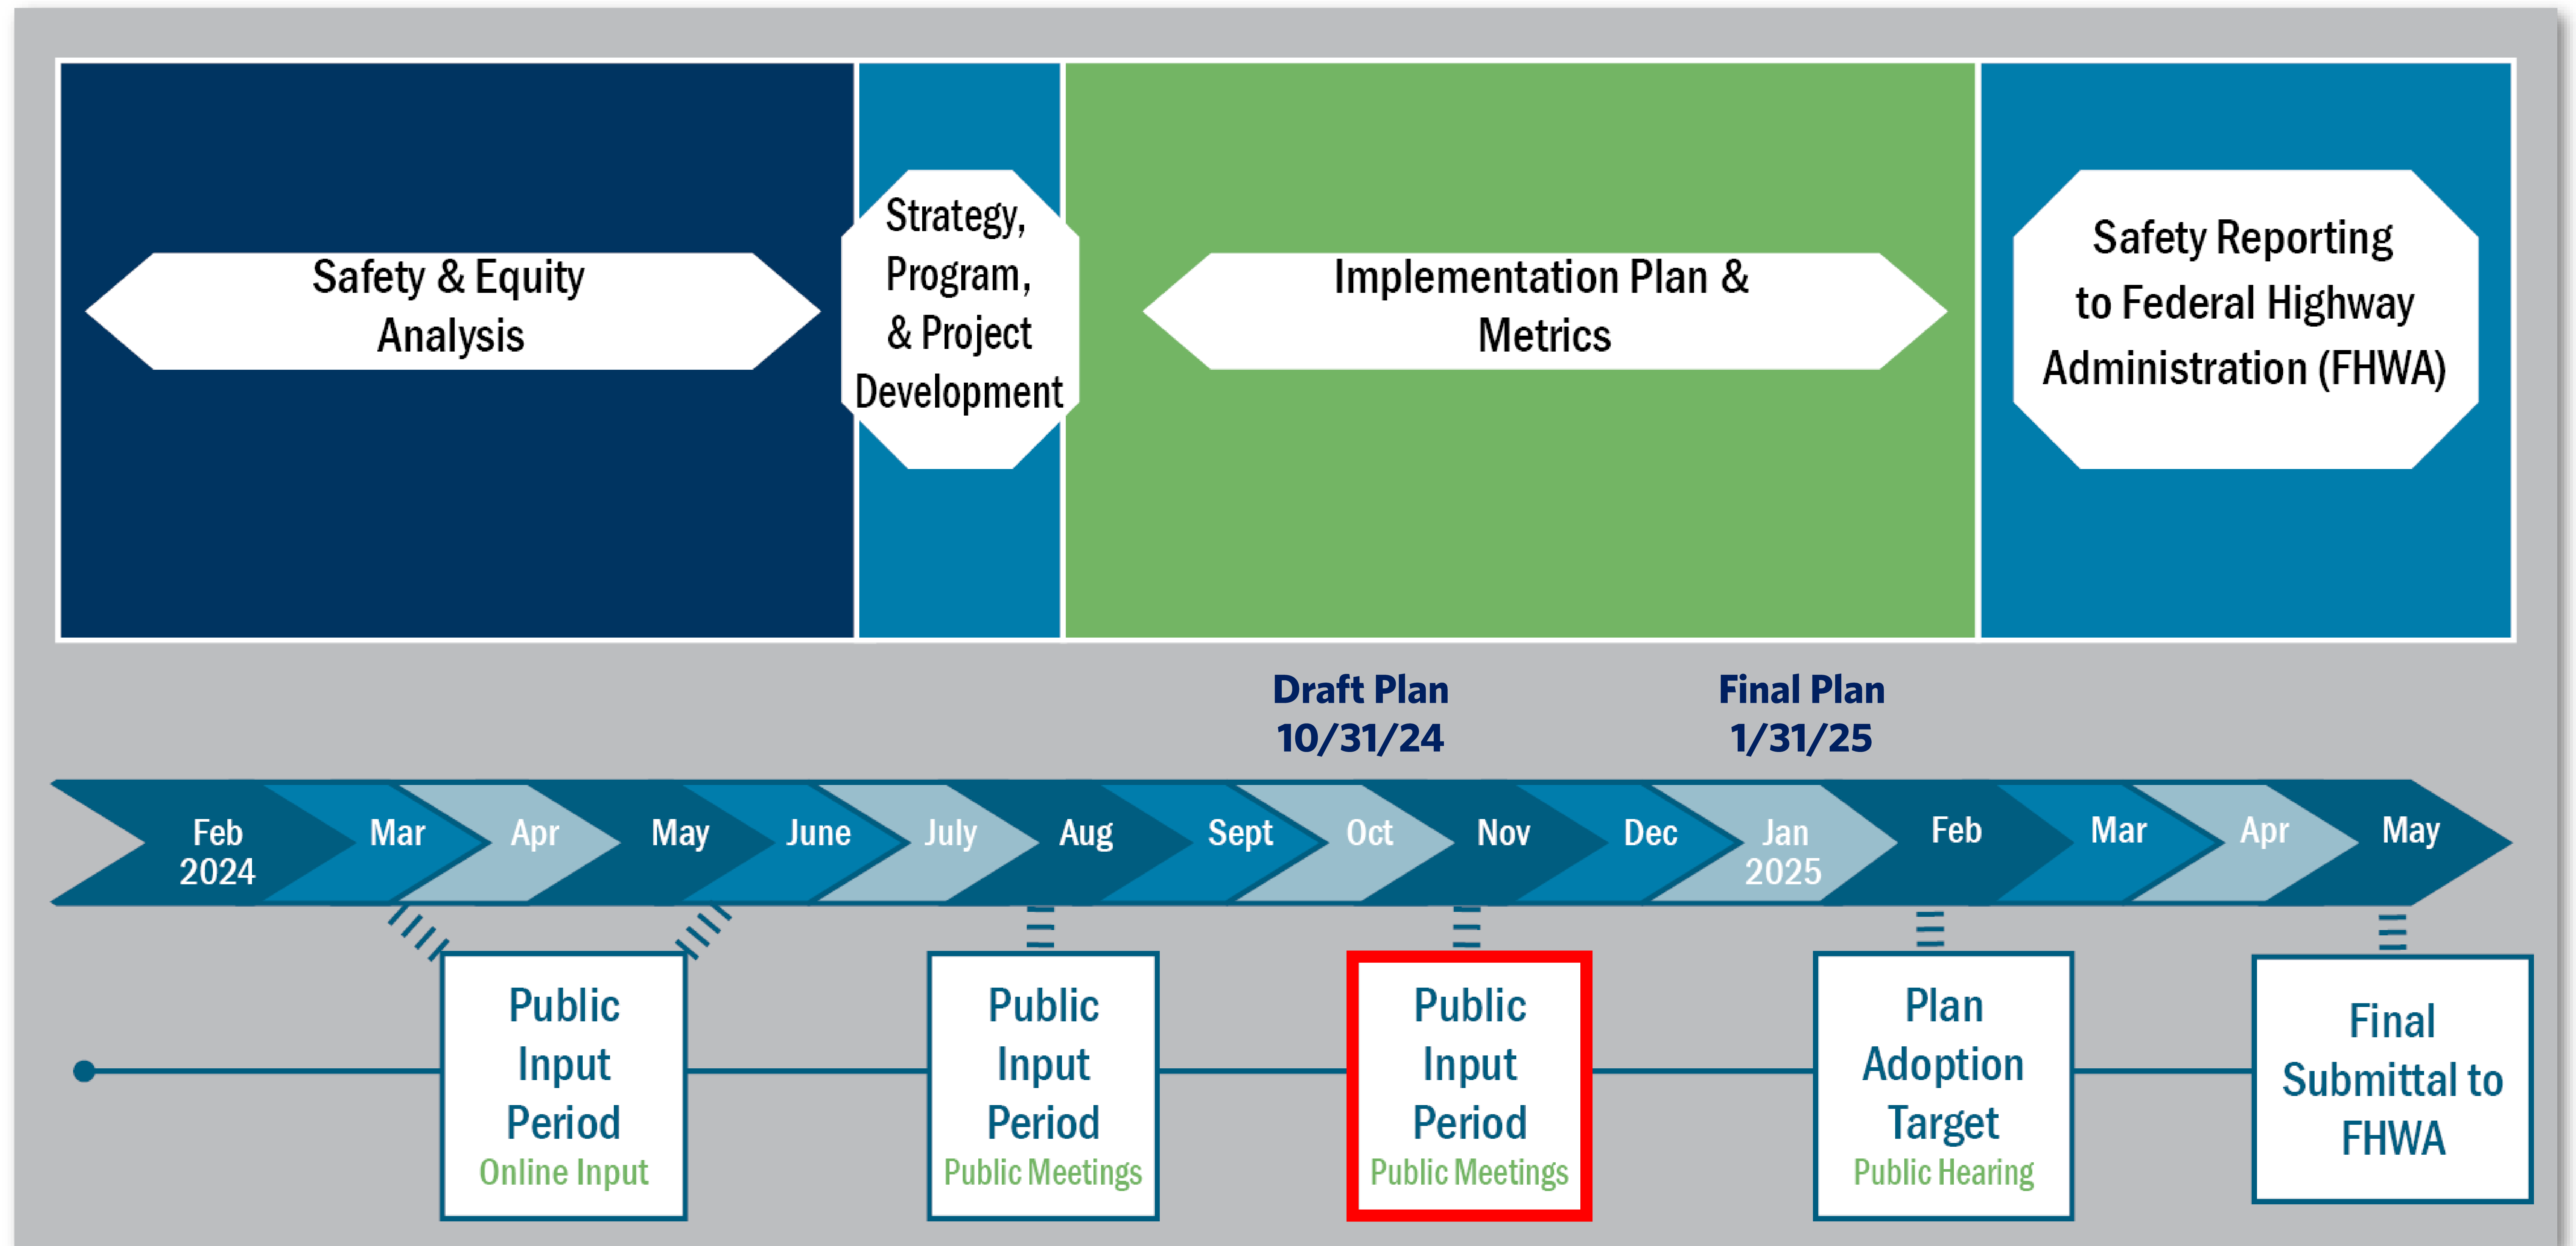 Safety & Equity
Analysis
Strategy,
Program,
& Project
Development
Implementation Plan &
Metrics
Safety Reporting
to Federal Highway
Administration (FHWA)
Draft Plan
10/31/24
Final Plan
1/31/25
Feb
2024
Mar
Apr
May
June
July
Aug
Sept
Oct
Nov
Dec
Jan
2025
Feb
Mar
Apr
May
Public
Input
Period
Online Input
Public
Input
Period
Public Meetings
Public
Input
Period
Public Meetings
Plan
Adoption
Target
Public Hearing
Final
Submittal to
FHWA